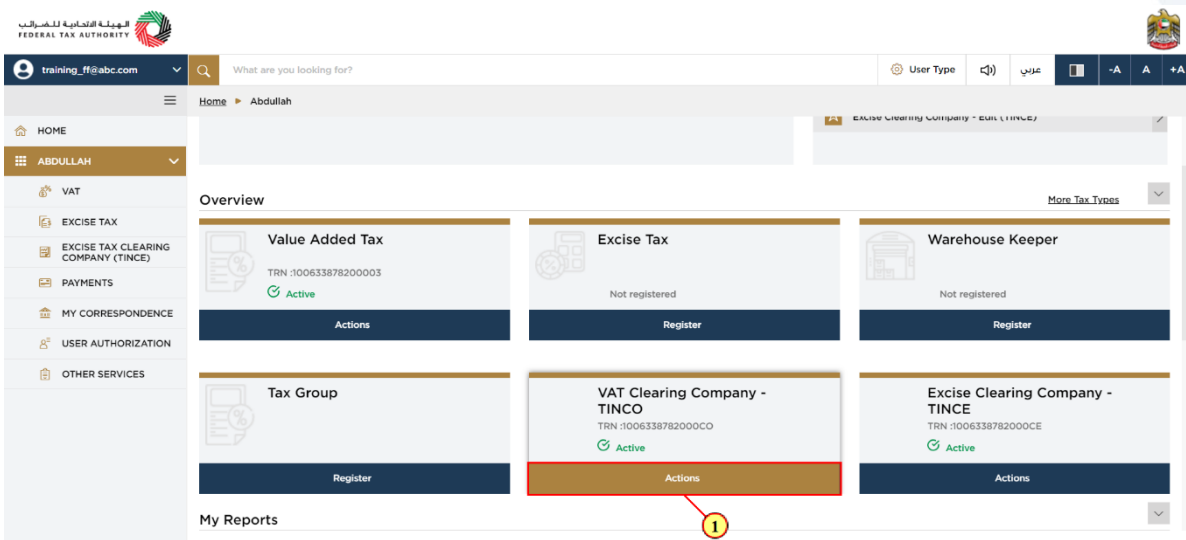 الهيئة الاتحادية للضرائب
FEDERAL TAX AUTHORITY
training_ff@abc.com
What are you looking for?
User Type
عربي
-A
A
+A
Home
Abdullah
HOME
ABDULLAH
VAT
EXCISE TAX
EXCISE TAX CLEARING
COMPANY (TINCE)
PAYMENTS
MY CORRESPONDENCE
USER AUTHORIZATION
OTHER SERVICES
Excise Clearing Company - Edit (TINCE)
Overview
More Tax Types
Value Added Tax
TRN :100633878200003
Active
Actions
Excise Tax
Not registered
Register
Warehouse Keeper
Not registered
Register
Tax Group
Register
VAT Clearing Company -
TINCO
TRN :1006338782000CO
Active
Actions
Excise Clearing Company -
TINCE
TRN :1006338782000CE
Active
Actions
1
My Reports